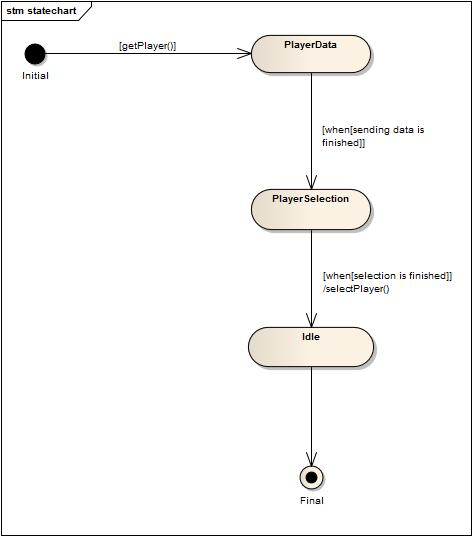 stm statechart
Initial
[getPlayer()]
PlayerData
[when[sending data is
finished]]
PlayerSelection
[when[selection is finished]]
/selectPlayer()
Idle
Final